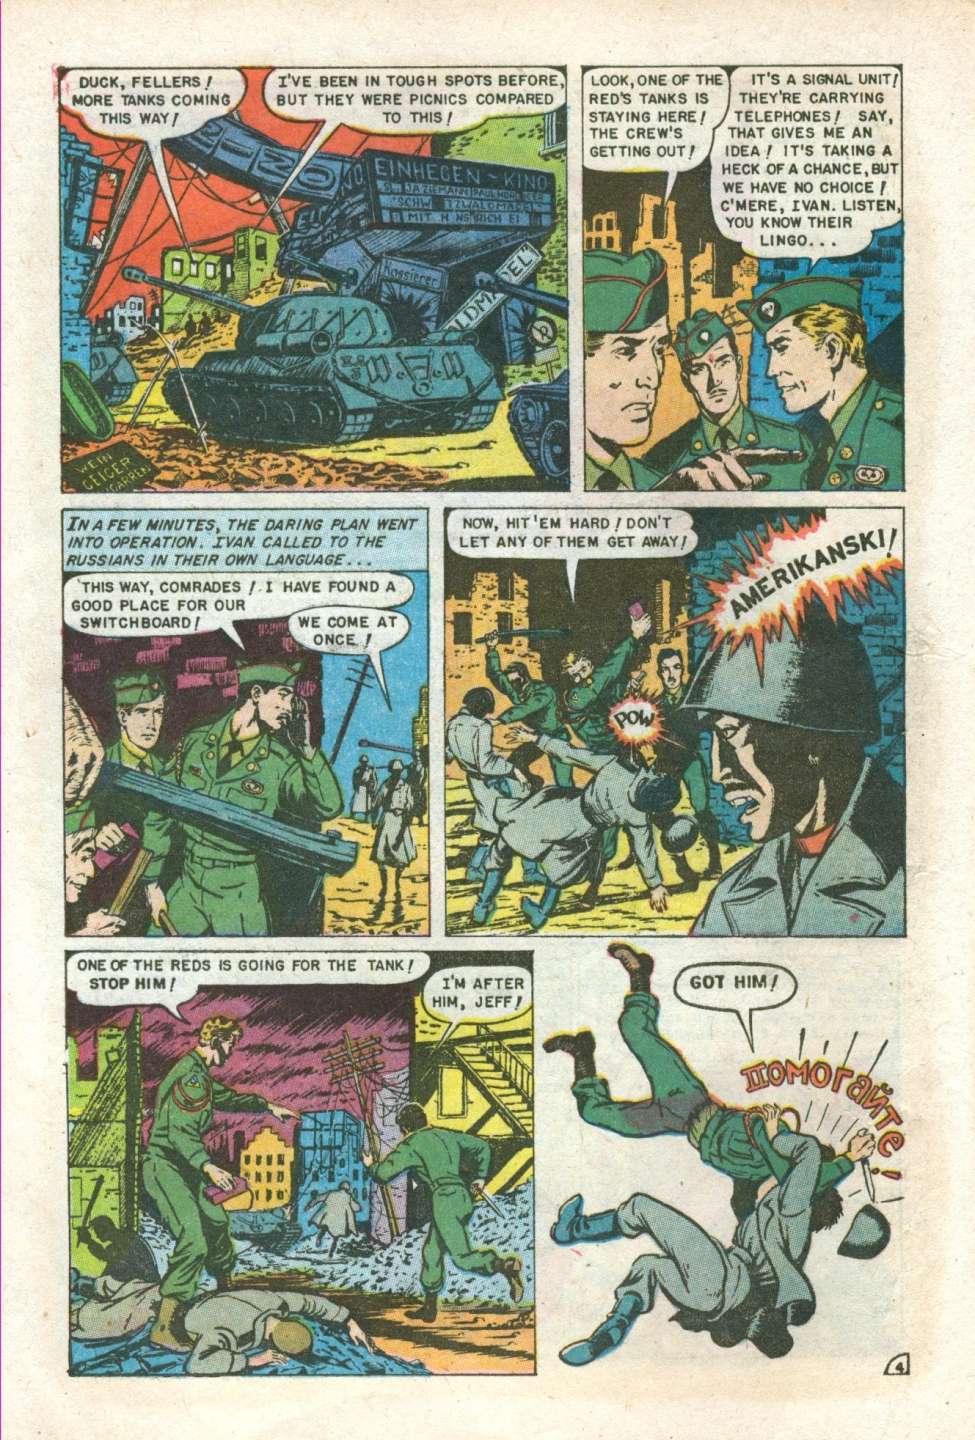 DUCK, FELLERS!
MORE TANKS COMING
THIS WAY!
I'VE BEEN IN TOUGH SPOTS BEFORE,
BUT THEY WERE PICNICS COMPARED
TO THIS!
KINO
EINHEGEN - KINO
MIT
Kassierer
WEIN
GEIGER
GARREN
R
LOOK, ONE OF THE
RED'S TANKS IS
STAYING HERE!
THE CREW'S
GETTING OUT!
IT'S A SIGNAL UNIT!
THEY'RE CARRYING
TELEPHONES! SAY,
THAT GIVES ME AN
IDEA! IT'S TAKING A
HECK OF A CHANCE, BUT
WE HAVE NO CHOICE!
C'MERE, IVAN. LISTEN,
YOU KNOW THEIR
LINGO...
IN A FEW MINUTES, THE DARING PLAN WENT
INTO OPERATION. IVAN CALLED TO THE
RUSSIANS IN THEIR OWN LANGUAGE...
THIS WAY, COMRADES! I HAVE FOUND A
GOOD PLACE FOR OUR
SWITCHBOARD!
WE COME AT
ONCE!
NOW, HIT 'EM HARD! DON'T
LET ANY OF THEM GET AWAY!
AMERIKANSKI!
POW
ONE OF THE REDS IS GOING FOR THE TANK!
STOP HIM!
I'M AFTER
HIM, JEFF!
GOT HIM!
ПОМОГАЙТЕ!
4